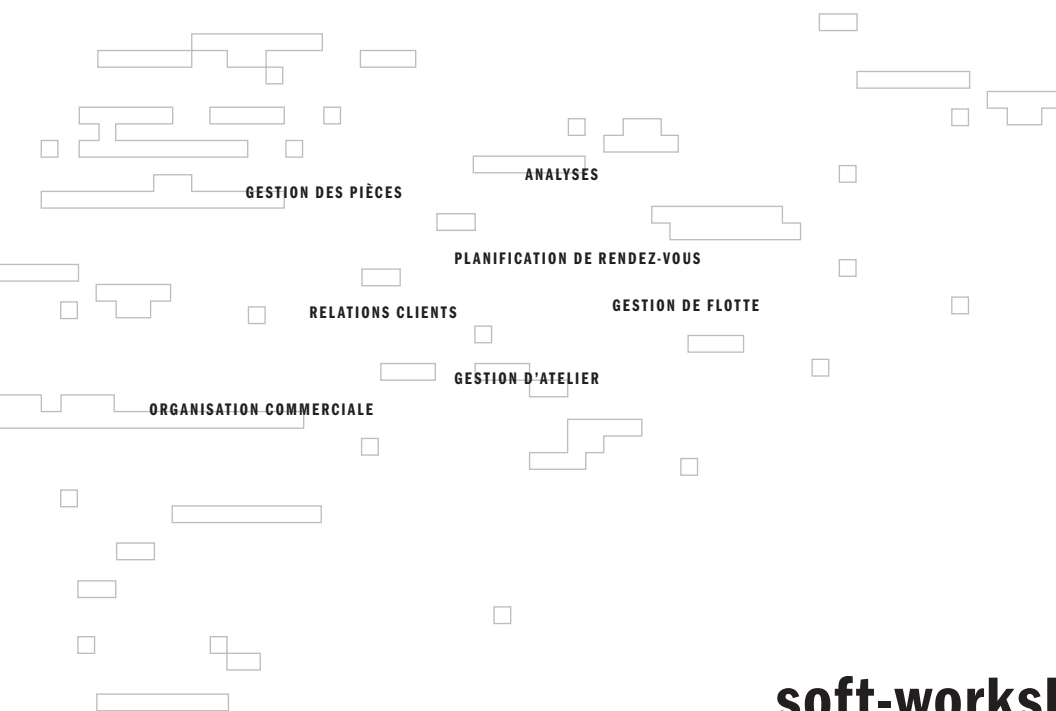 ANALYSES
GESTION DES PIÈCES
PLANIFICATION DE RENDEZ-VOUS
GESTION DE FLOTTE
RELATIONS CLIENTS
GESTION D’ATELIER
ORGANISATION COMMERCIALE